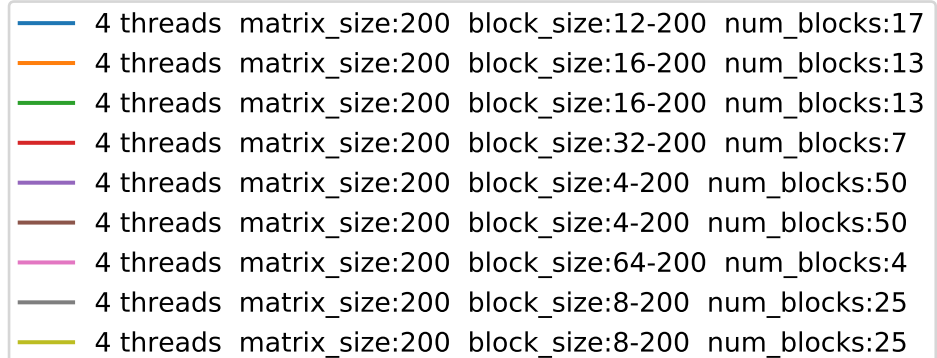 4 threads  matrix_size:200  block_size:12-200  num_blocks:17
4 threads  matrix_size:200  block_size:16-200  num_blocks:13
4 threads  matrix_size:200  block_size:16-200  num_blocks:13
4 threads  matrix_size:200  block_size:32-200  num_blocks:7
4 threads  matrix_size:200  block_size:4-200  num_blocks:50
4 threads  matrix_size:200  block_size:4-200  num_blocks:50
4 threads  matrix_size:200  block_size:64-200  num_blocks:4
4 threads  matrix_size:200  block_size:8-200  num_blocks:25
4 threads  matrix_size:200  block_size:8-200  num_blocks:25